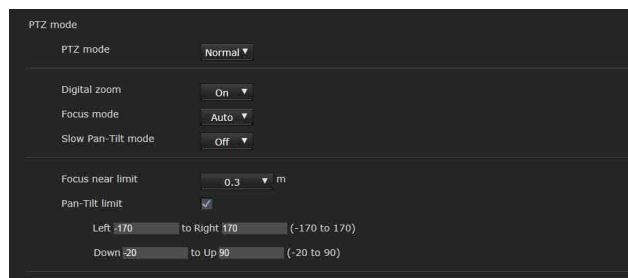 PTZ mode
PTZ mode Normal
Digital zoom On
Focus mode Auto
Slow Pan-Tilt mode Off
Focus near limit 0.3 m
Pan-Tilt limit
Left -170 to Right 170 (-170 to 170)
Down -20 to Up 90 (-20 to 90)